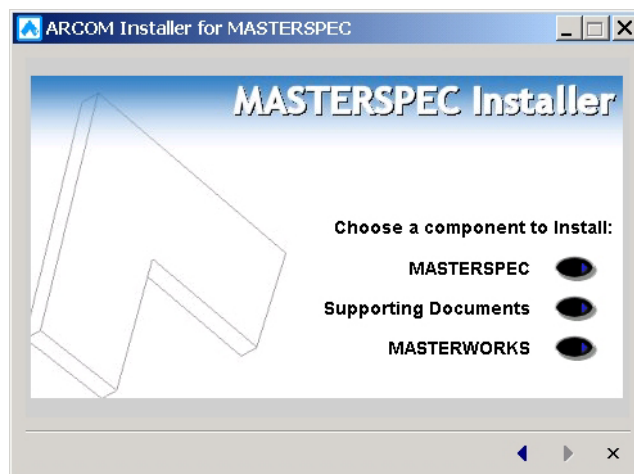 ARCOM Installer for MASTERSPEC
MASTERSPEC Installer
Choose a component to Install:
MASTERSPEC
Supporting Documents
MASTERWORKS